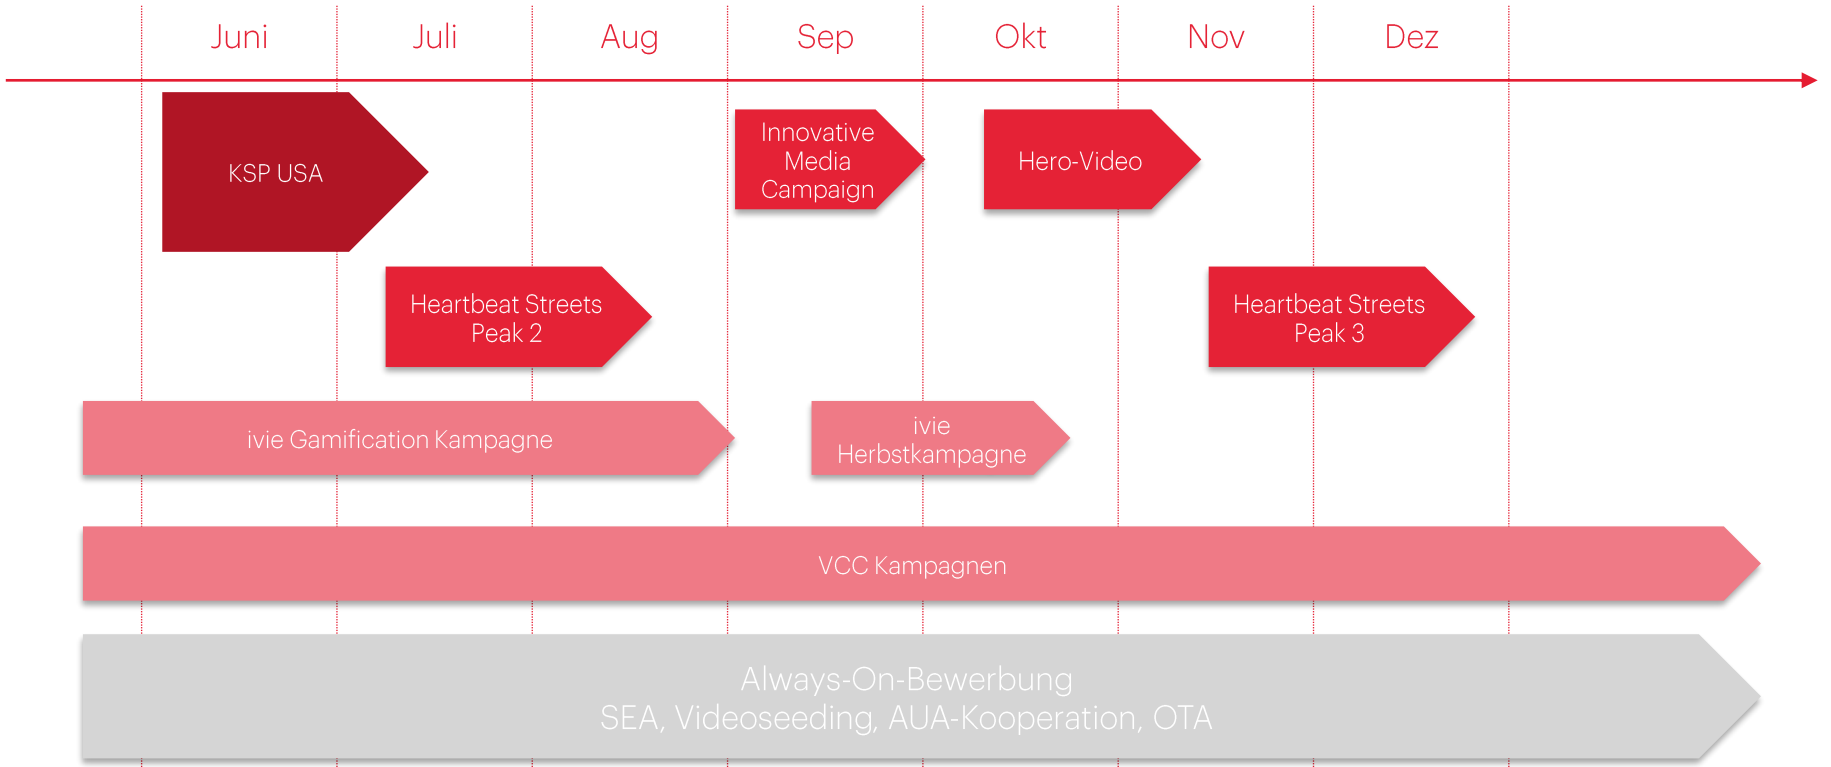 Juni
Juli
Aug
Sep
Okt
Nov
Dez
KSP USA
Innovative
Media
Campaign
Hero-Video
Heartbeat Streets
Peak 2
Heartbeat Streets
Peak 3
ivie Gamification Kampagne
ivie
Herbstkampagne
VCC Kampagnen
Always-On-Bewerbung
SEA, Videoseeding, AUA-Kooperation, OTA